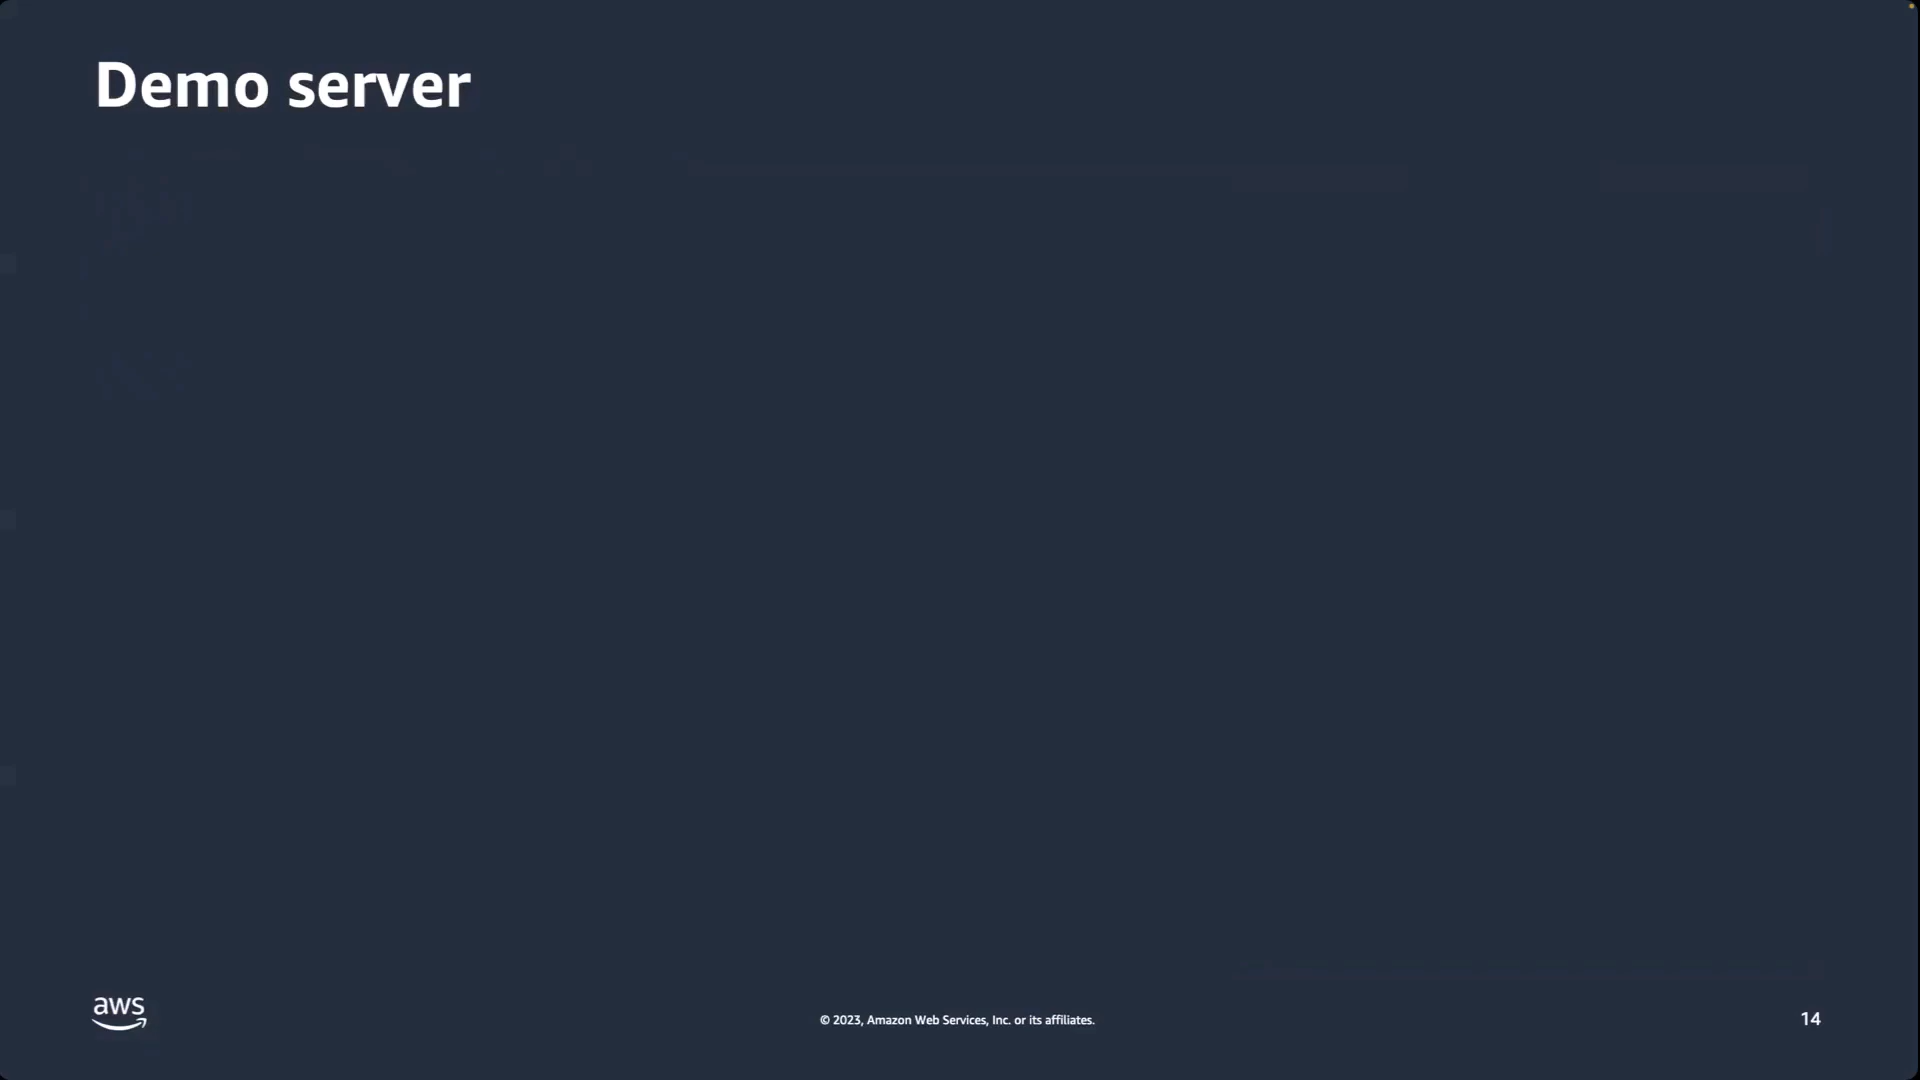 Demo server
aws
© 2023, Amazon Web Services, Inc. or its affiliates.
14